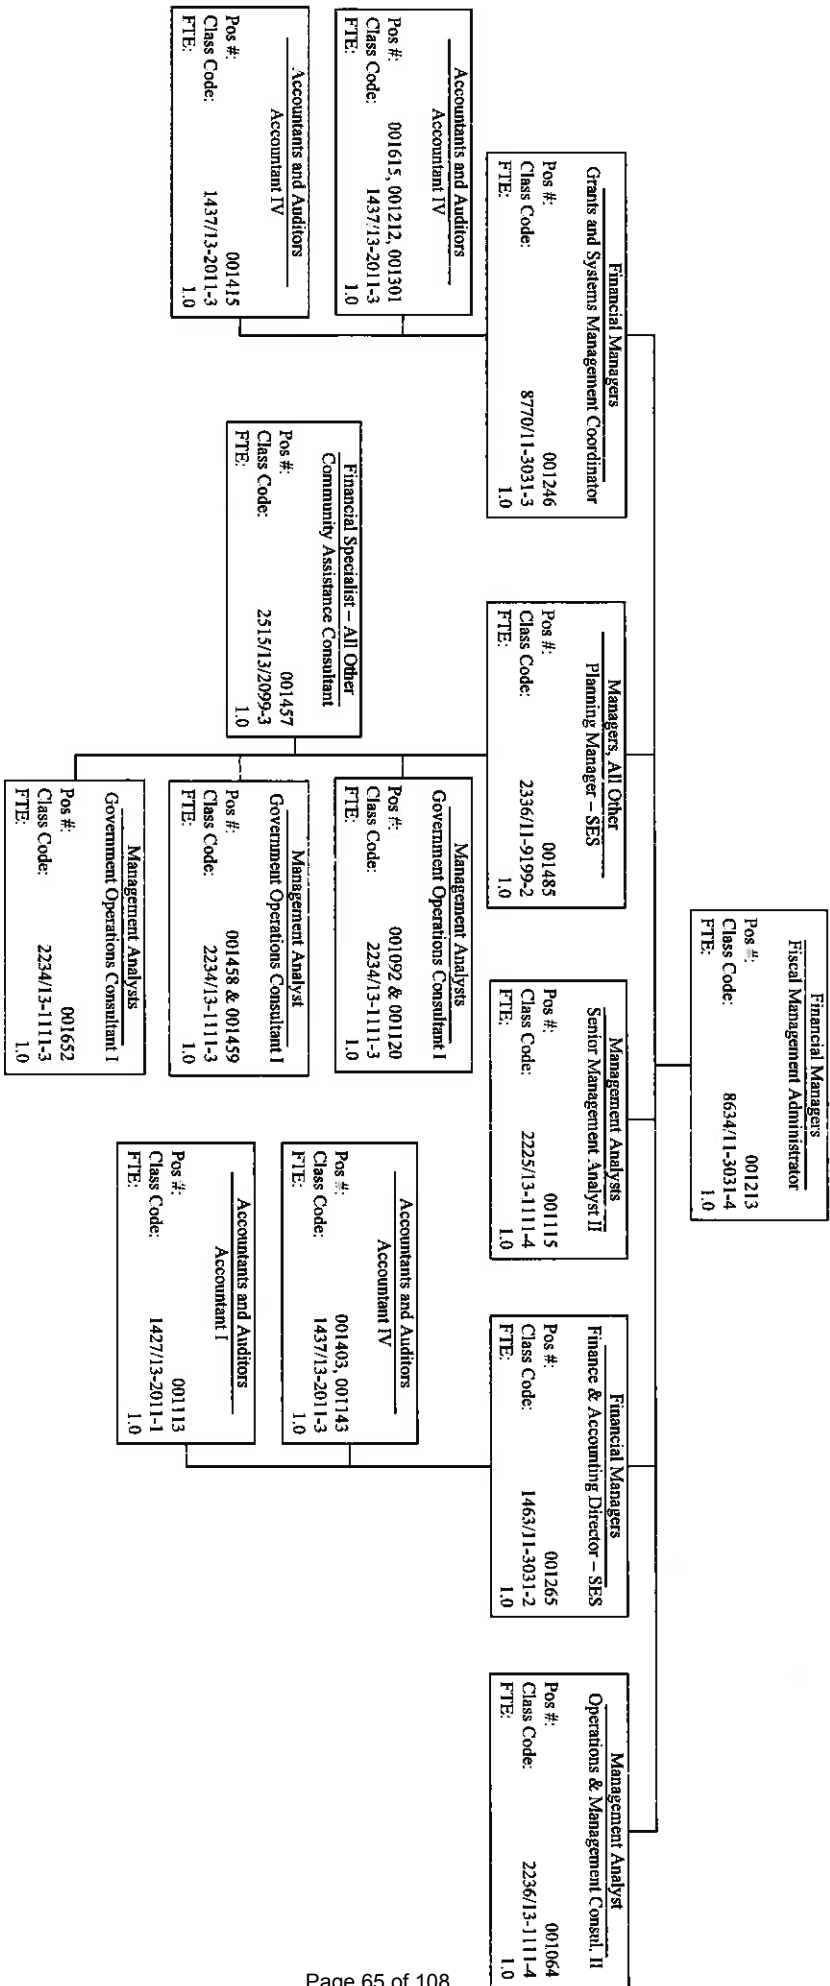 Financial Managers
Fiscal Management Administrator
Pos #: 001213
Class Code: 8634/11-3031-4
FTE: 1.0
Financial Managers
Grants and Systems Management Coordinator
Pos #: 001246
Class Code: 8770/11-3031-3
FTE: 1.0
Managers, All Other
Planning Manager – SES
Pos #: 001485
Class Code: 2336/11-9199-2
FTE: 1.0
Management Analysts
Senior Management Analyst II
Pos #: 001115
Class Code: 2225/13-1111-4
FTE: 1.0
Financial Managers
Finance & Accounting Director – SES
Pos #: 001265
Class Code: 1463/11-3031-2
FTE: 1.0
Management Analyst
Operations & Management Consul. II
Pos #: 001064
Class Code: 2236/13-1111-4
FTE: 1.0
Accountants and Auditors
Accountant IV
Pos #: 001615, 001212, 001301
Class Code: 1437/13-2011-3
FTE: 1.0
Accountants and Auditors
Accountant IV
Pos #: 001415
Class Code: 1437/13-2011-3
FTE: 1.0
Financial Specialist – All Other
Community Assistance Consultant
Pos #: 001457
Class Code: 2515/13/2099-3
FTE: 1.0
Management Analysts
Government Operations Consultant I
Pos #: 001092 & 001120
Class Code: 2234/13-1111-3
FTE: 1.0
Management Analyst
Government Operations Consultant I
Pos #: 001458 & 001459
Class Code: 2234/13-1111-3
FTE: 1.0
Management Analysts
Government Operations Consultant I
Pos #: 001652
Class Code: 2234/13-1111-3
FTE: 1.0
Accountants and Auditors
Accountant IV
Pos #: 001403, 001143
Class Code: 1437/13-2011-3
FTE: 1.0
Accountants and Auditors
Accountant I
Pos #: 001113
Class Code: 1427/13-2011-1
FTE: 1.0
Page 65 of 108